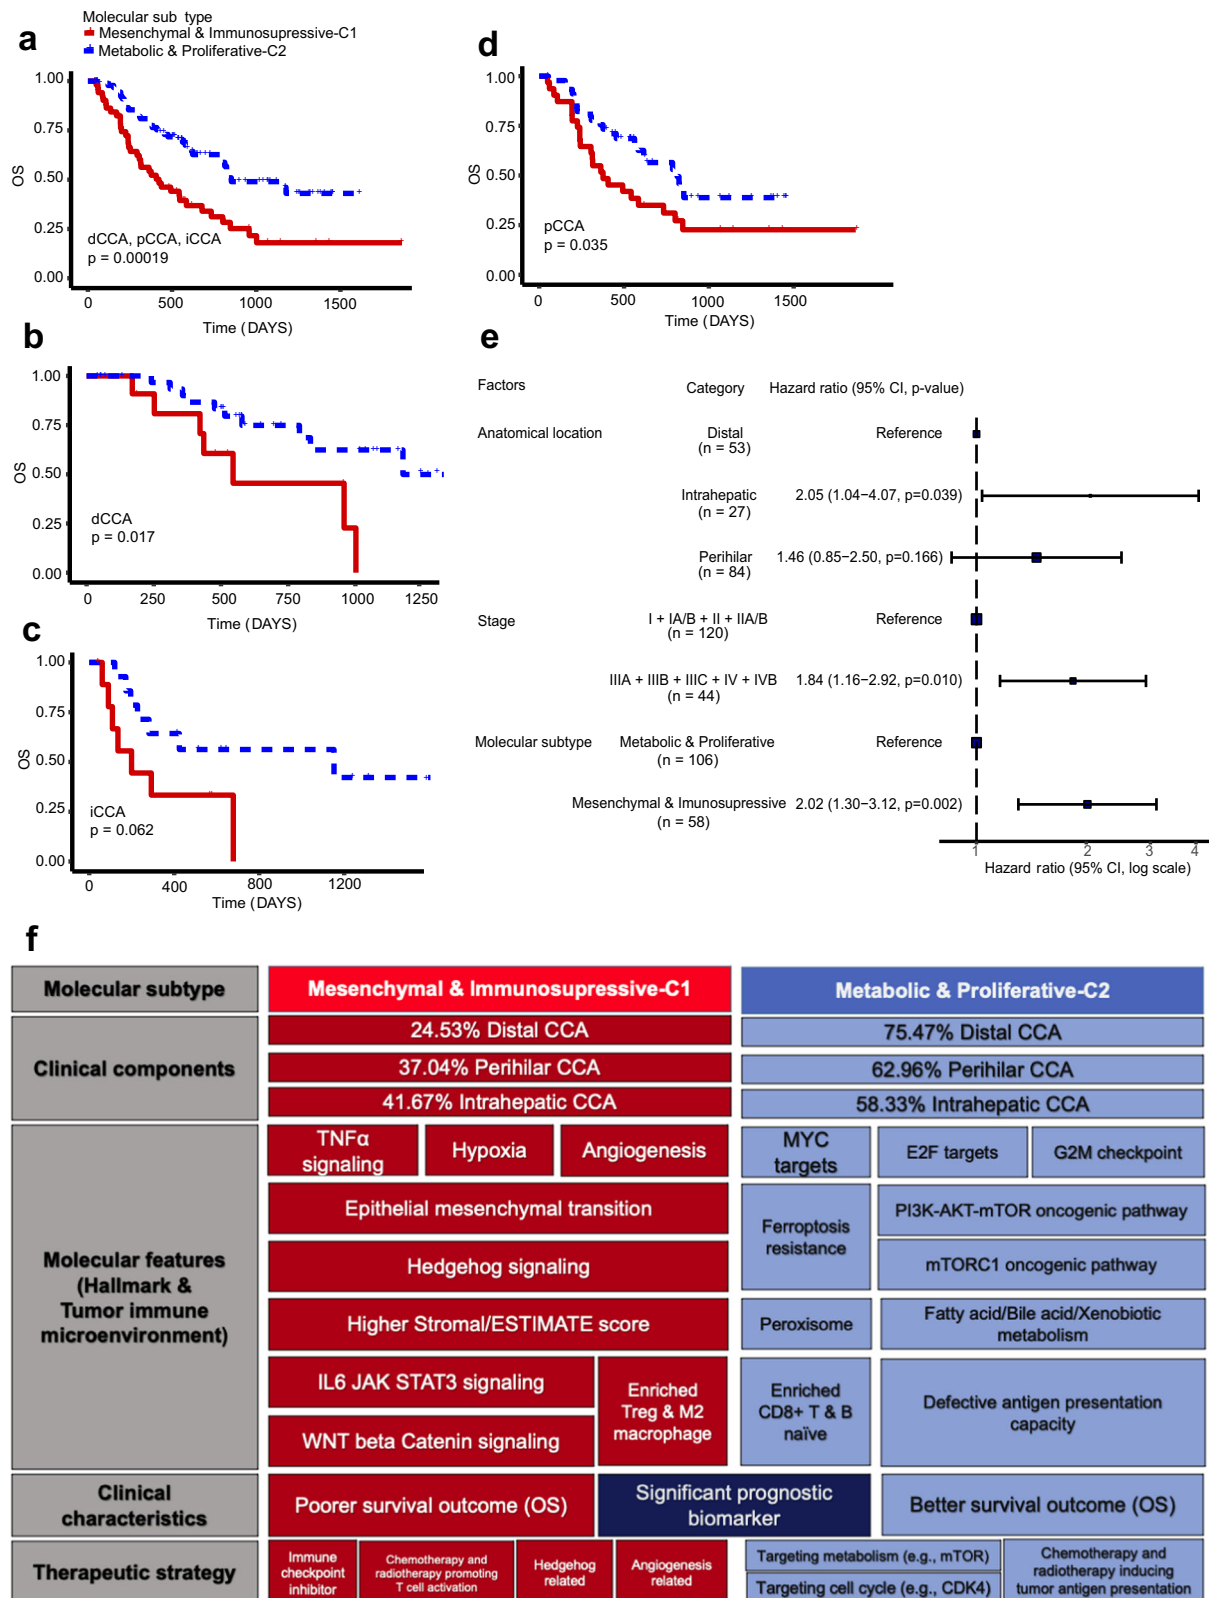 a
Molecular sub type
Mesenchymal & Immunosupressive-C1
Metabolic & Proliferative-C2
1.00
0.75
0.50
0.25
0.00
OS
dCCA, pCCA, iCCA
p = 0.00019
0
500
1000
1500
Time (DAYS)
d
1.00
0.75
0.50
0.25
0.00
OS
pCCA
p = 0.035
0
500
1000
1500
Time (DAYS)
b
1.00
0.75
0.50
0.25
0.00
OS
dCCA
p = 0.017
0
250
500
750
1000
1250
Time (DAYS)
c
1.00
0.75
0.50
0.25
0.00
OS
iCCA
p = 0.062
0
400
800
1200
Time (DAYS)
e
Factors
Category
Hazard ratio (95% CI, p-value)
Anatomical location
Distal
(n = 53)
Reference
Intrahepatic
(n = 27)
2.05 (1.04−4.07, p=0.039)
Perihilar
(n = 84)
1.46 (0.85−2.50, p=0.166)
Stage
I + IA/B + II + IIA/B
(n = 120)
Reference
IIIA + IIIB + IIIC + IV + IVB
(n = 44)
1.84 (1.16−2.92, p=0.010)
Molecular subtype
Metabolic & Proliferative
(n = 106)
Reference
Mesenchymal & Imunosupressive
(n = 58)
2.02 (1.30−3.12, p=0.002)
1
2
3
4
Hazard ratio (95% CI, log scale)
f
Molecular subtype
Mesenchymal & Immunosupressive-C1
Metabolic & Proliferative-C2
Clinical components
24.53% Distal CCA
75.47% Distal CCA
37.04% Perihilar CCA
62.96% Perihilar CCA
41.67% Intrahepatic CCA
58.33% Intrahepatic CCA
Molecular features
(Hallmark &
Tumor immune
microenvironment)
TNFα
signaling
Hypoxia
Angiogenesis
MYC
targets
E2F targets
G2M checkpoint
Epithelial mesenchymal transition
Ferroptosis
resistance
PI3K-AKT-mTOR oncogenic pathway
Hedgehog signaling
mTORC1 oncogenic pathway
Higher Stromal/ESTIMATE score
Peroxisome
Fatty acid/Bile acid/Xenobiotic
metabolism
IL6 JAK STAT3 signaling
WNT beta Catenin signaling
Enriched
Treg & M2
macrophage
Enriched
CD8+ T & B
naïve
Defective antigen presentation
capacity
Clinical
characteristics
Poorer survival outcome (OS)
Significant prognostic
biomarker
Better survival outcome (OS)
Therapeutic strategy
Immune
checkpoint
inhibitor
Chemotherapy and
radiotherapy promoting
T cell activation
Hedgehog
related
Angiogenesis
related
Targeting metabolism (e.g., mTOR)
Targeting cell cycle (e.g., CDK4)
Chemotherapy and
radiotherapy inducing
tumor antigen presentation